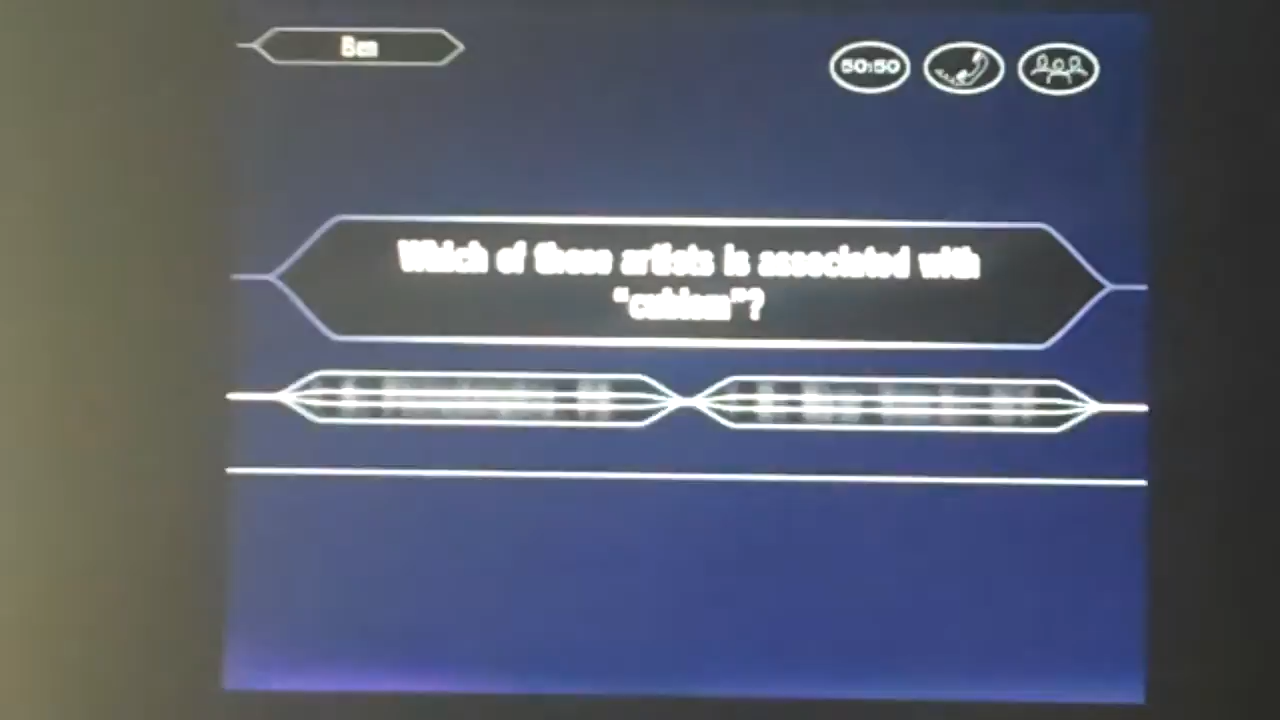 Ben
50:50
Which of these artists is associated with
"cubism"?